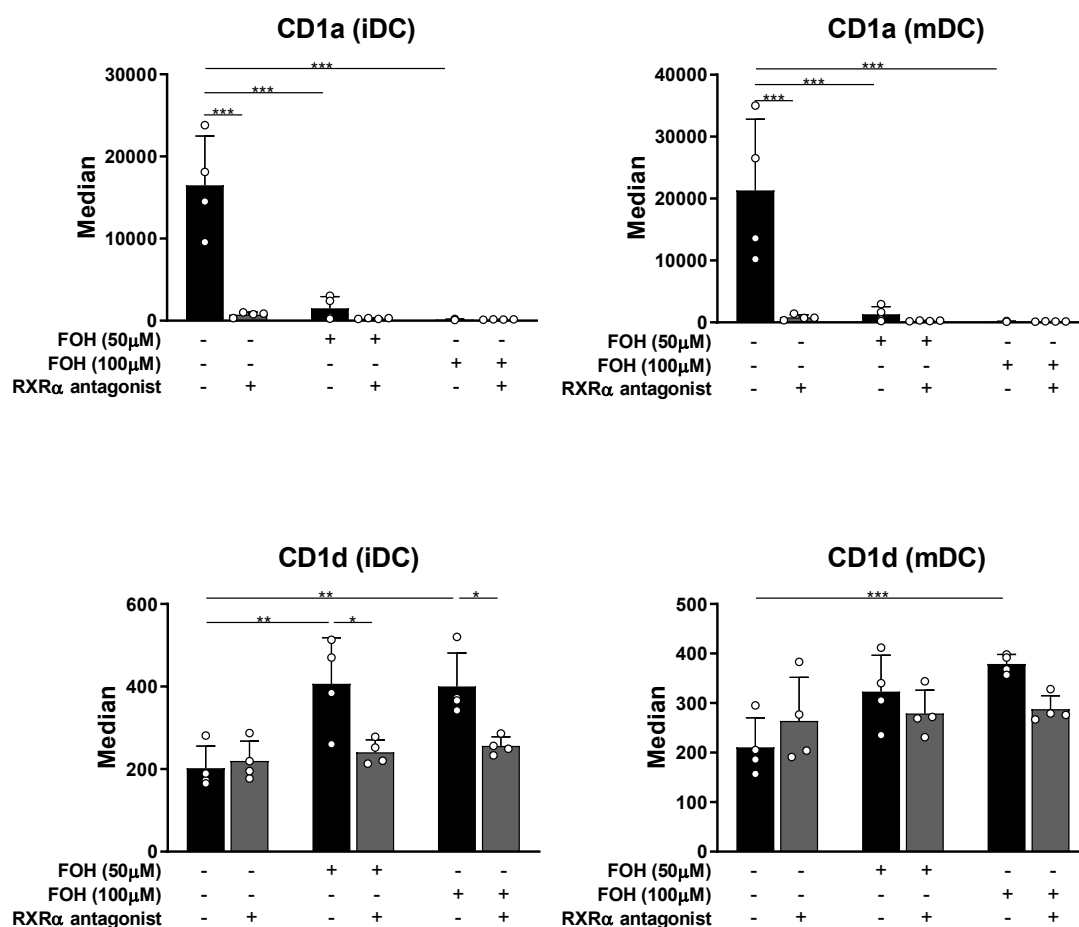 CD1a (iDC)
***
***
***
30000
20000
10000
0
Median
FOH (50μM) - - + + - -
FOH (100μM) - - - - + +
RXRα antagonist - + - + - +
CD1a (mDC)
***
***
***
40000
30000
20000
10000
0
Median
FOH (50μM) - - + + - -
FOH (100μM) - - - - + +
RXRα antagonist - + - + - +
CD1d (iDC)
** *
** *
600
400
200
0
Median
FOH (50μM) - - + + - -
FOH (100μM) - - - - + +
RXRα antagonist - + - + - +
CD1d (mDC)
***
500
400
300
200
100
0
Median
FOH (50μM) - - + + - -
FOH (100μM) - - - - + +
RXRα antagonist - + - + - +